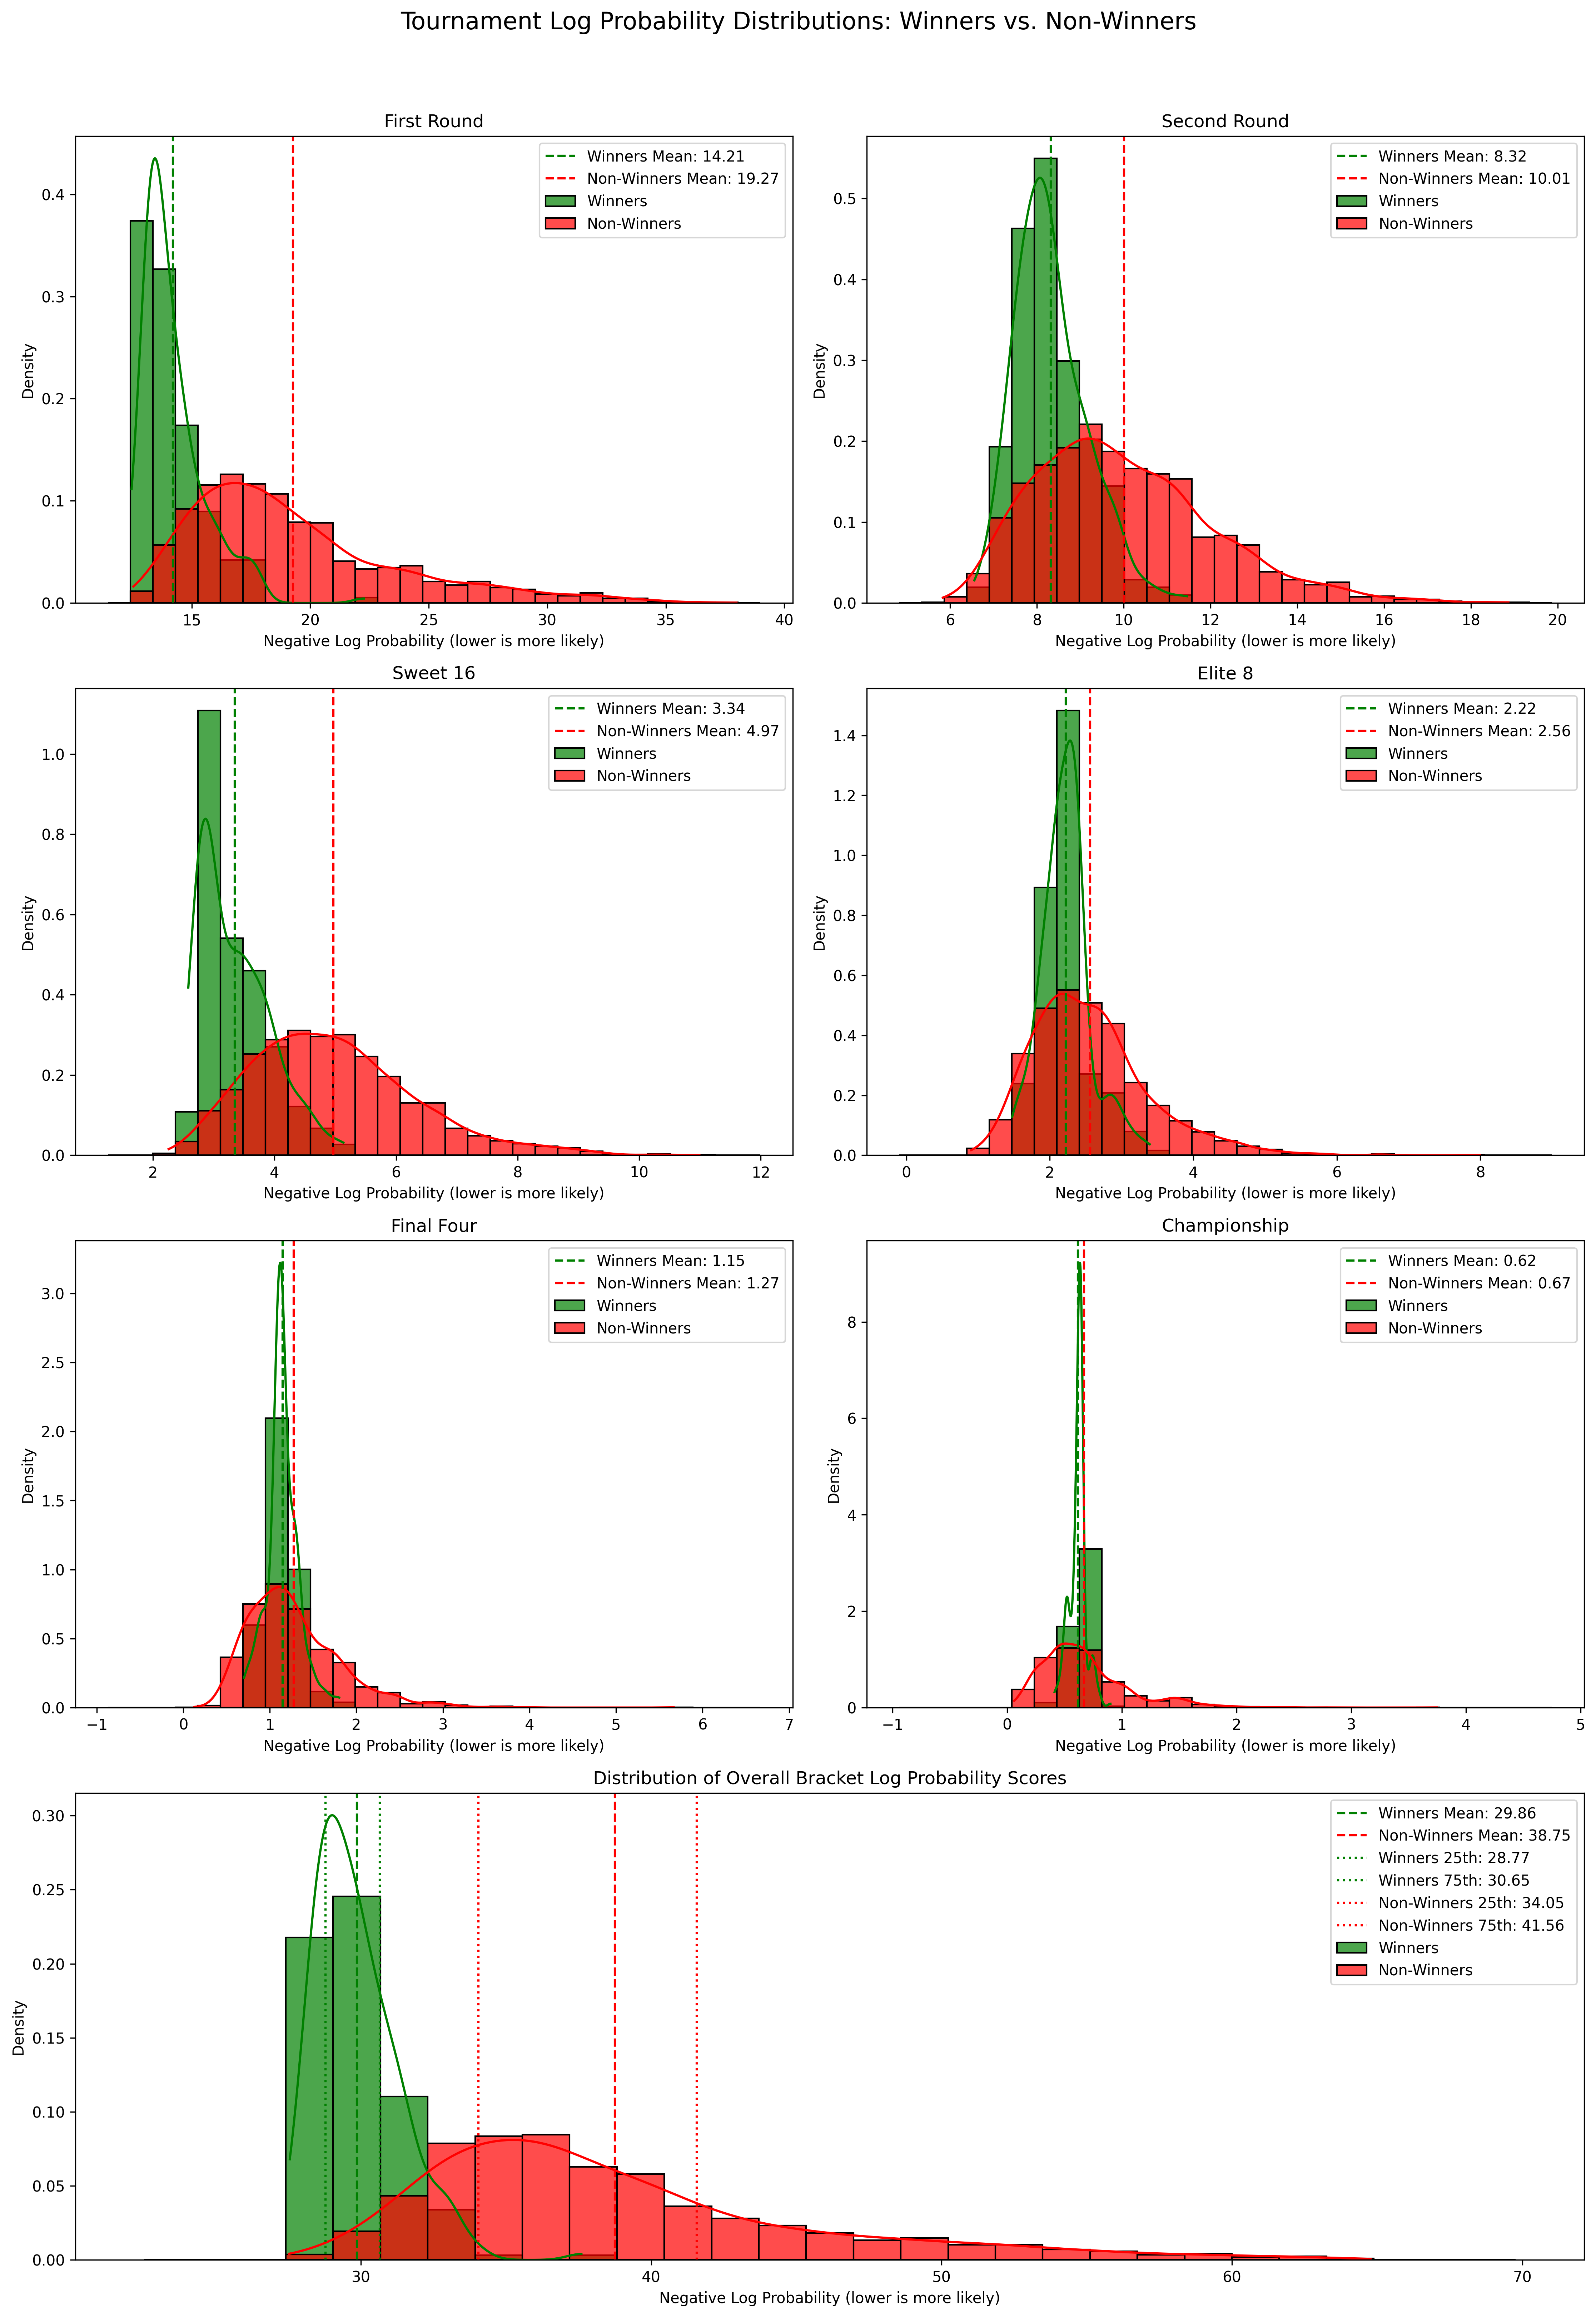 Tournament Log Probability Distributions: Winners vs. Non-Winners
First Round
Winners Mean: 14.21
Non-Winners Mean: 19.27
Winners
Non-Winners
Density
0.4
0.3
0.2
0.1
0.0
15 20 25 30 35 40
Negative Log Probability (lower is more likely)
Second Round
Winners Mean: 8.32
Non-Winners Mean: 10.01
Winners
Non-Winners
Density
0.5
0.4
0.3
0.2
0.1
0.0
6 8 10 12 14 16 18 20
Negative Log Probability (lower is more likely)
Sweet 16
Winners Mean: 3.34
Non-Winners Mean: 4.97
Winners
Non-Winners
Density
1.0
0.8
0.6
0.4
0.2
0.0
2 4 6 8 10 12
Negative Log Probability (lower is more likely)
Elite 8
Winners Mean: 2.22
Non-Winners Mean: 2.56
Winners
Non-Winners
Density
1.4
1.2
1.0
0.8
0.6
0.4
0.2
0.0
0 2 4 6 8
Negative Log Probability (lower is more likely)
Final Four
Winners Mean: 1.15
Non-Winners Mean: 1.27
Winners
Non-Winners
Density
3.0
2.5
2.0
1.5
1.0
0.5
0.0
−1 0 1 2 3 4 5 6 7
Negative Log Probability (lower is more likely)
Championship
Winners Mean: 0.62
Non-Winners Mean: 0.67
Winners
Non-Winners
Density
8
6
4
2
0
−1 0 1 2 3 4 5
Negative Log Probability (lower is more likely)
Distribution of Overall Bracket Log Probability Scores
Winners Mean: 29.86
Non-Winners Mean: 38.75
Winners 25th: 28.77
Winners 75th: 30.65
Non-Winners 25th: 34.05
Non-Winners 75th: 41.56
Winners
Non-Winners
Density
0.30
0.25
0.20
0.15
0.10
0.05
0.00
30 40 50 60 70
Negative Log Probability (lower is more likely)